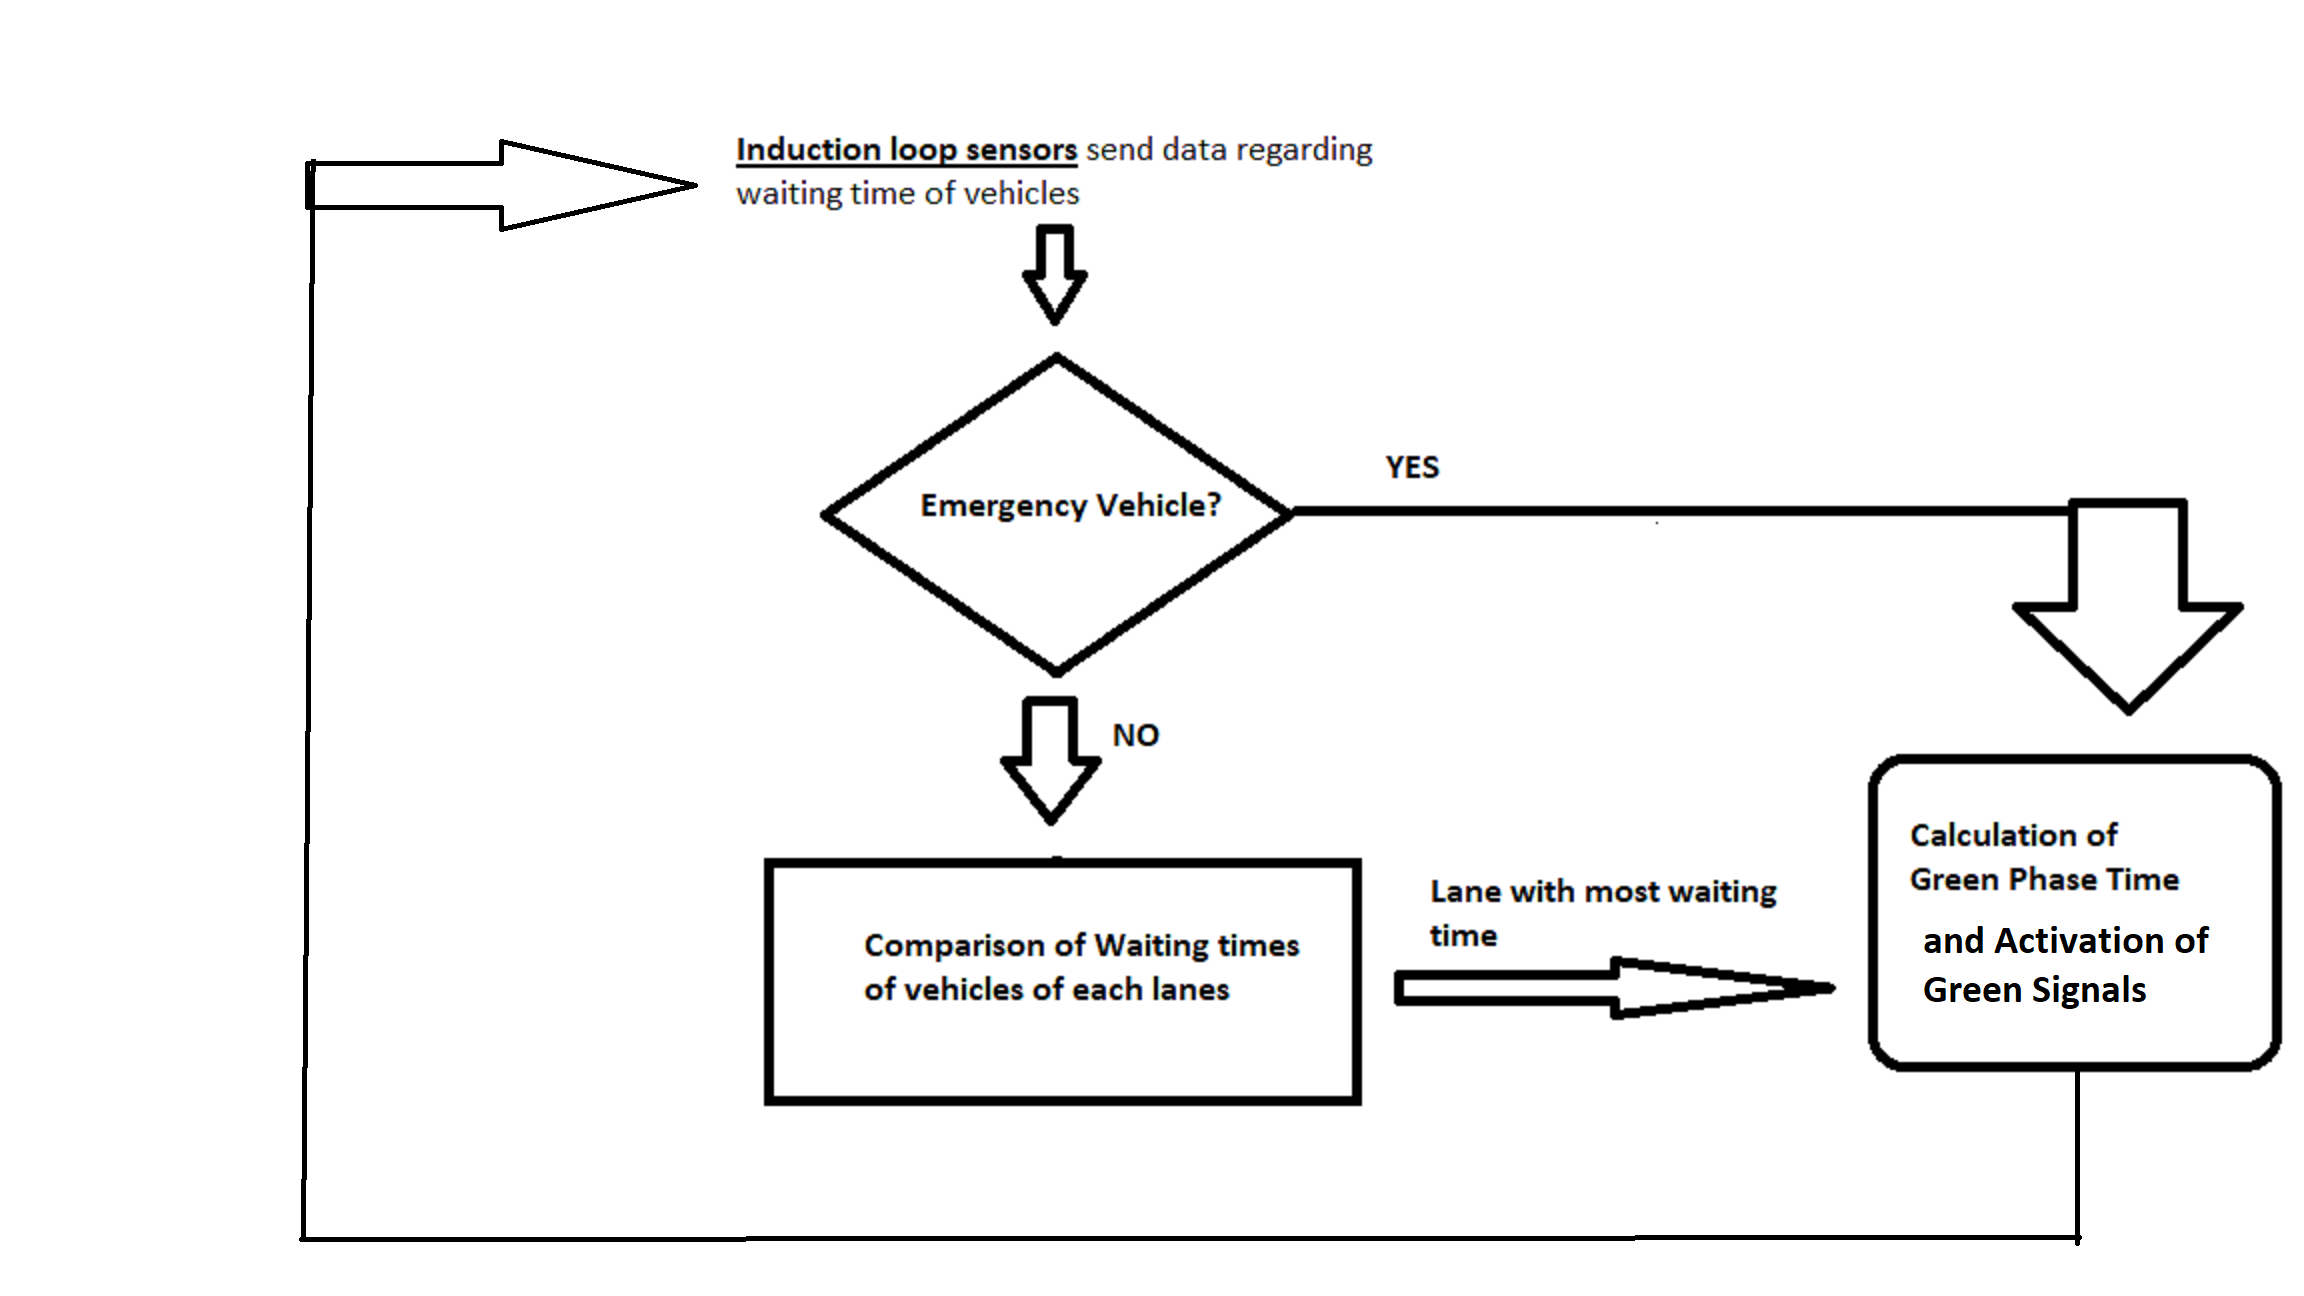 Induction loop sensors send data regarding
waiting time of vehicles
Emergency Vehicle?
YES
NO
Comparison of Waiting times
of vehicles of each lanes
Lane with most waiting
time
Calculation of
Green Phase Time
and Activation of
Green Signals